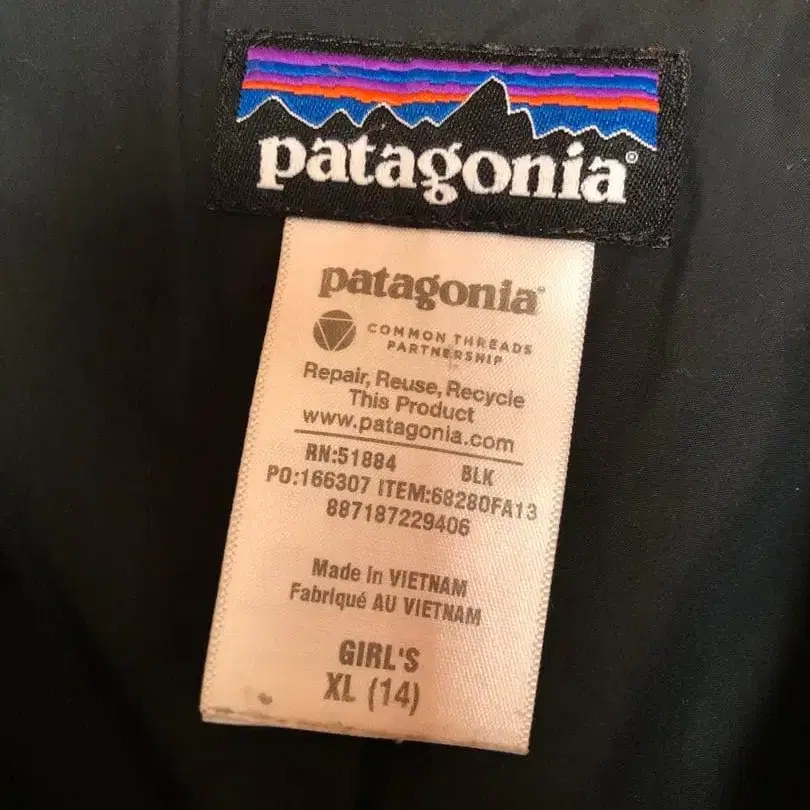 patagonia®
patagonia®
COMMON THREADS
PARTNERSHIP
Repair, Reuse, Recycle
This Product
www.patagonia.com
RN:51884 BLK
PO:166307 ITEM:68280FA13
887187229406
Made in VIETNAM
Fabriqué AU VIETNAM
GIRL'S
XL (14)